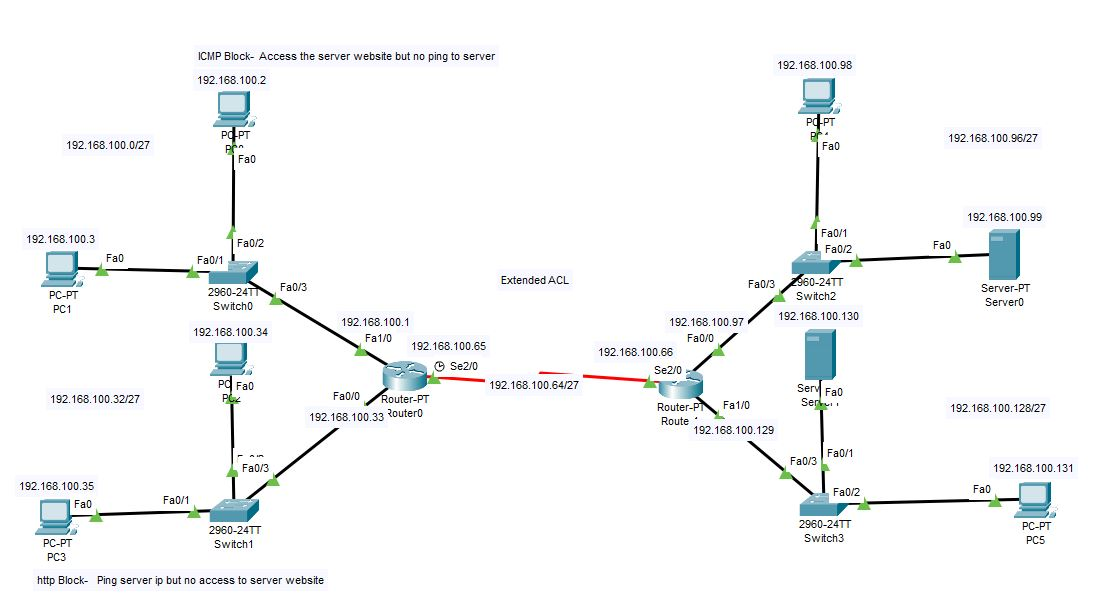 ICMP Block- Access the server website but no ping to server
192.168.100.2
PC-PT
Fa0
192.168.100.0/27
192.168.100.3
Fa0
Fa0/1
Fa0/2
PC-PT
PC1
2960-24TT
Switch0
Fa0/3
192.168.100.98
PC-PT
Fa0
192.168.100.96/27
192.168.100.99
Fa0/1
Fa0/2
Fa0
Server-PT
Server0
2960-24TT
Switch2
Fa0/3
Extended ACL
192.168.100.1
Fa1/0
192.168.100.65
Se2/0
Fa0/0
Router-PT
Router0
192.168.100.33
192.168.100.64/27
192.168.100.97
Fa0/0
192.168.100.66
Se2/0
Router-PT
Fa1/0
192.168.100.129
192.168.100.34
Fa0
192.168.100.32/27
Fa0/3
192.168.100.35
Fa0
Fa0/1
PC-PT
PC3
2960-24TT
Switch1
192.168.100.130
Fa0
192.168.100.128/27
Fa0/1
Fa0/3
Fa0/2
192.168.100.131
Fa0
PC-PT
PC5
2960-24TT
Switch3
http Block- Ping server ip but no access to server website